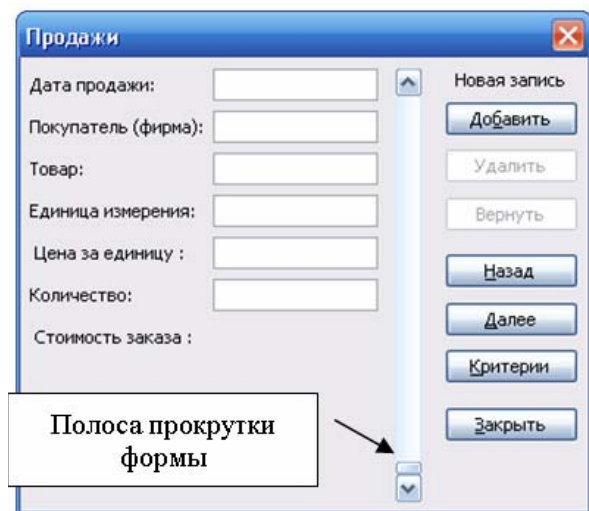 Продажи
Дата продажи:
Покупатель (фирма):
Товар:
Единица измерения:
Цена за единицу :
Количество:
Стоимость заказа :
Новая запись
Добавить
Удалить
Вернуть
Назад
Далее
Критерии
Закрыть
Полоса прокрутки
формы